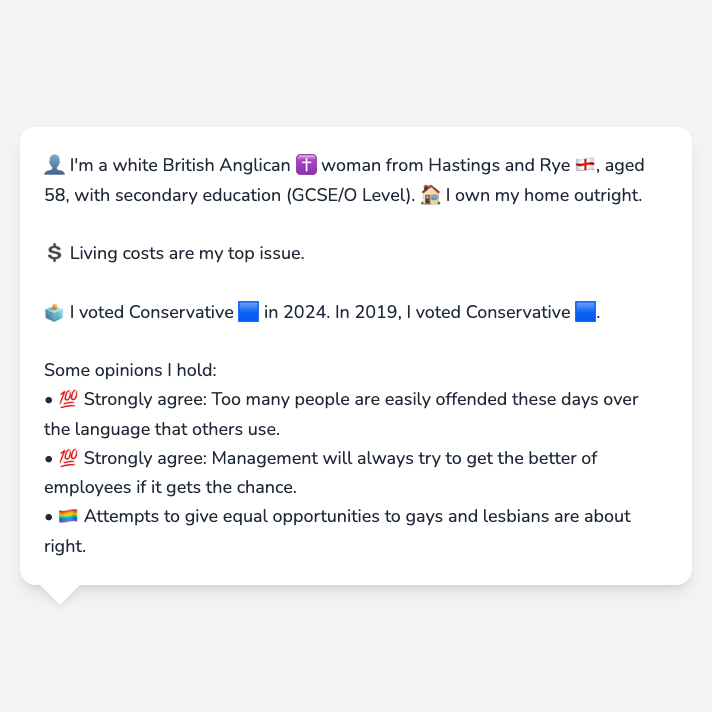 👤 I'm a white British Anglican ✝️ woman from Hastings and Rye 🏴󠁧󠁢󠁥󠁮󠁧󠁿, aged
58, with secondary education (GCSE/O Level). 🏠 I own my home outright.
💲 Living costs are my top issue.
🗳️ I voted Conservative 🟦 in 2024. In 2019, I voted Conservative 🟦.
Some opinions I hold:
• 💯 Strongly agree: Too many people are easily offended these days over
the language that others use.
• 💯 Strongly agree: Management will always try to get the better of
employees if it gets the chance.
• 🏳️‍🌈 Attempts to give equal opportunities to gays and lesbians are about
right.